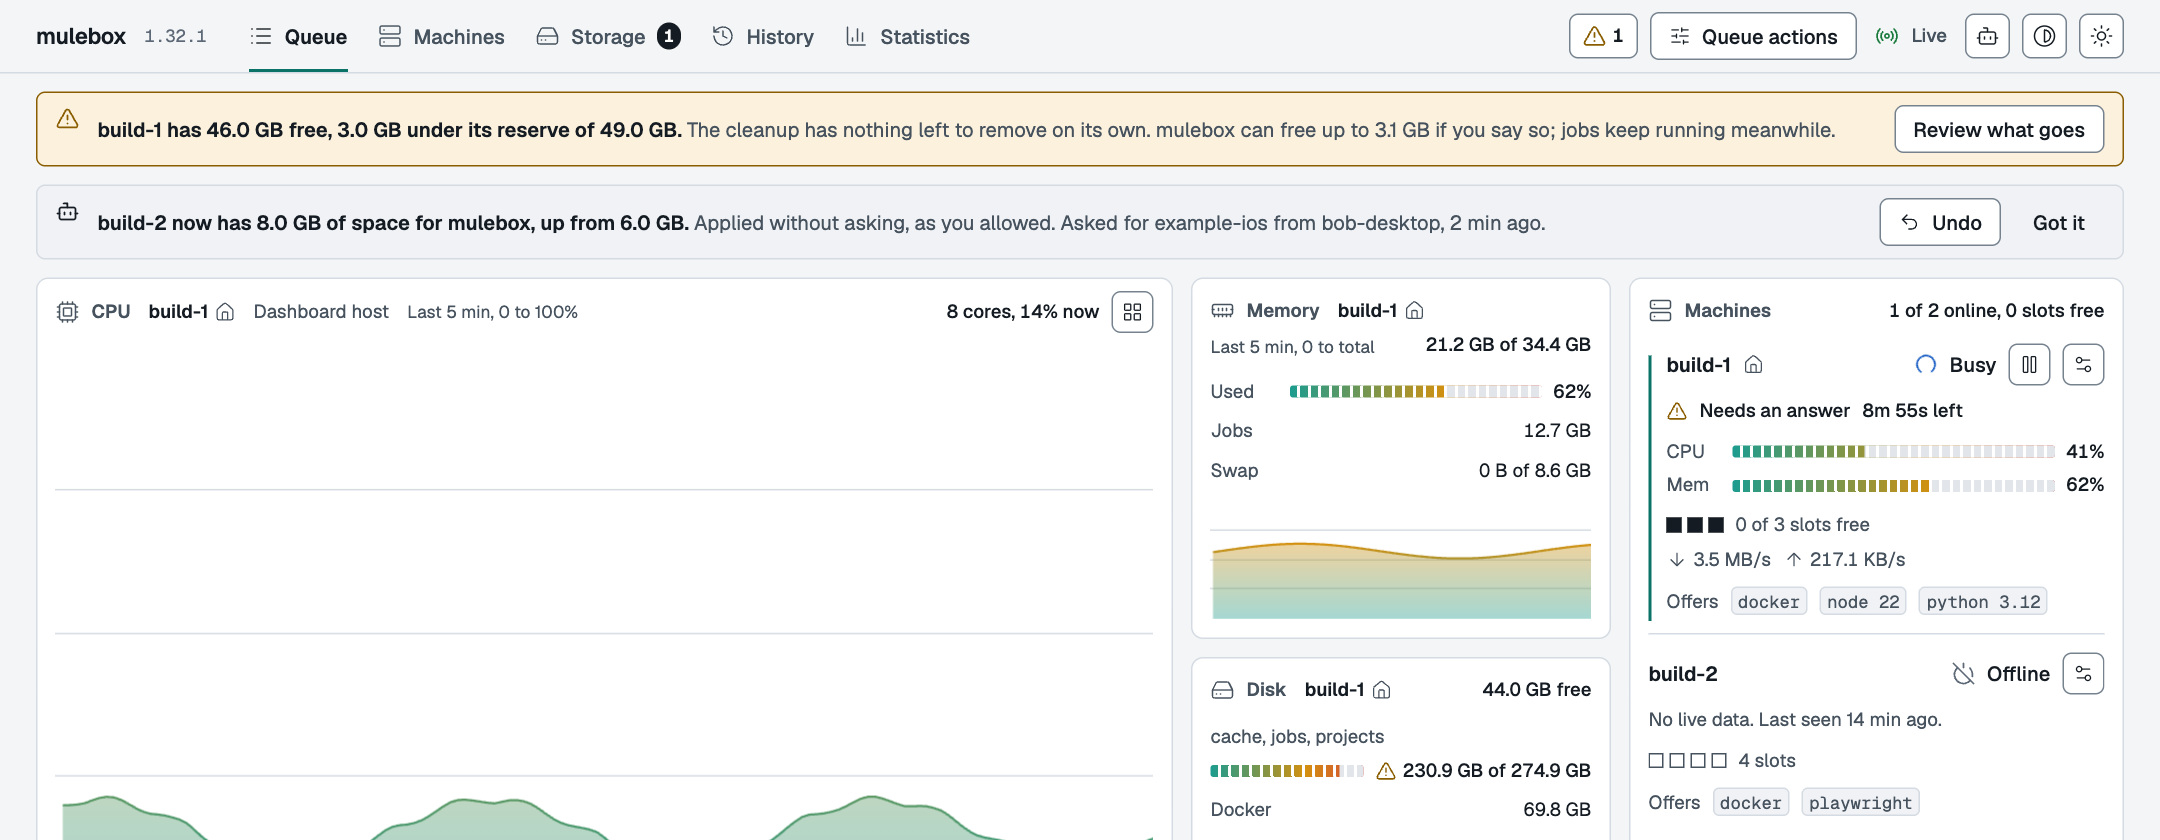 mulebox 1.32.1 Queue Machines Storage 1 History Statistics 1 Queue actions Live
build-1 has 46.0 GB free, 3.0 GB under its reserve of 49.0 GB. The cleanup has nothing left to remove on its own. mulebox can free up to 3.1 GB if you say so; jobs keep running meanwhile. Review what goes
build-2 now has 8.0 GB of space for mulebox, up from 6.0 GB. Applied without asking, as you allowed. Asked for example-ios from bob-desktop, 2 min ago. Undo Got it
CPU build-1 Dashboard host Last 5 min, 0 to 100% 8 cores, 14% now
Memory build-1
Last 5 min, 0 to total 21.2 GB of 34.4 GB
Used 62%
Jobs 12.7 GB
Swap 0 B of 8.6 GB
Disk build-1 44.0 GB free
cache, jobs, projects
230.9 GB of 274.9 GB
Docker 69.8 GB
Machines 1 of 2 online, 0 slots free
build-1 Busy
Needs an answer 8m 55s left
CPU 41%
Mem 62%
0 of 3 slots free
3.5 MB/s 217.1 KB/s
Offers docker node 22 python 3.12
build-2 Offline
No live data. Last seen 14 min ago.
4 slots
Offers docker playwright